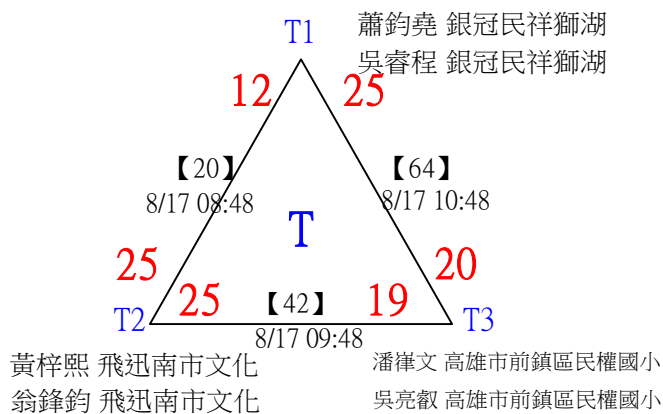 T1
蕭鈞堯 銀冠民祥獅湖
吳睿程 銀冠民祥獅湖
12
25
【20】
8/17 08:48
【64】
8/17 10:48
T
25
20
25
【42】
19
T2
8/17 09:48
T3
黃梓熙 飛迅南市文化
翁鋒鈞 飛迅南市文化
潘徫文 高雄市前鎮區民權國小
吳亮叡 高雄市前鎮區民權國小